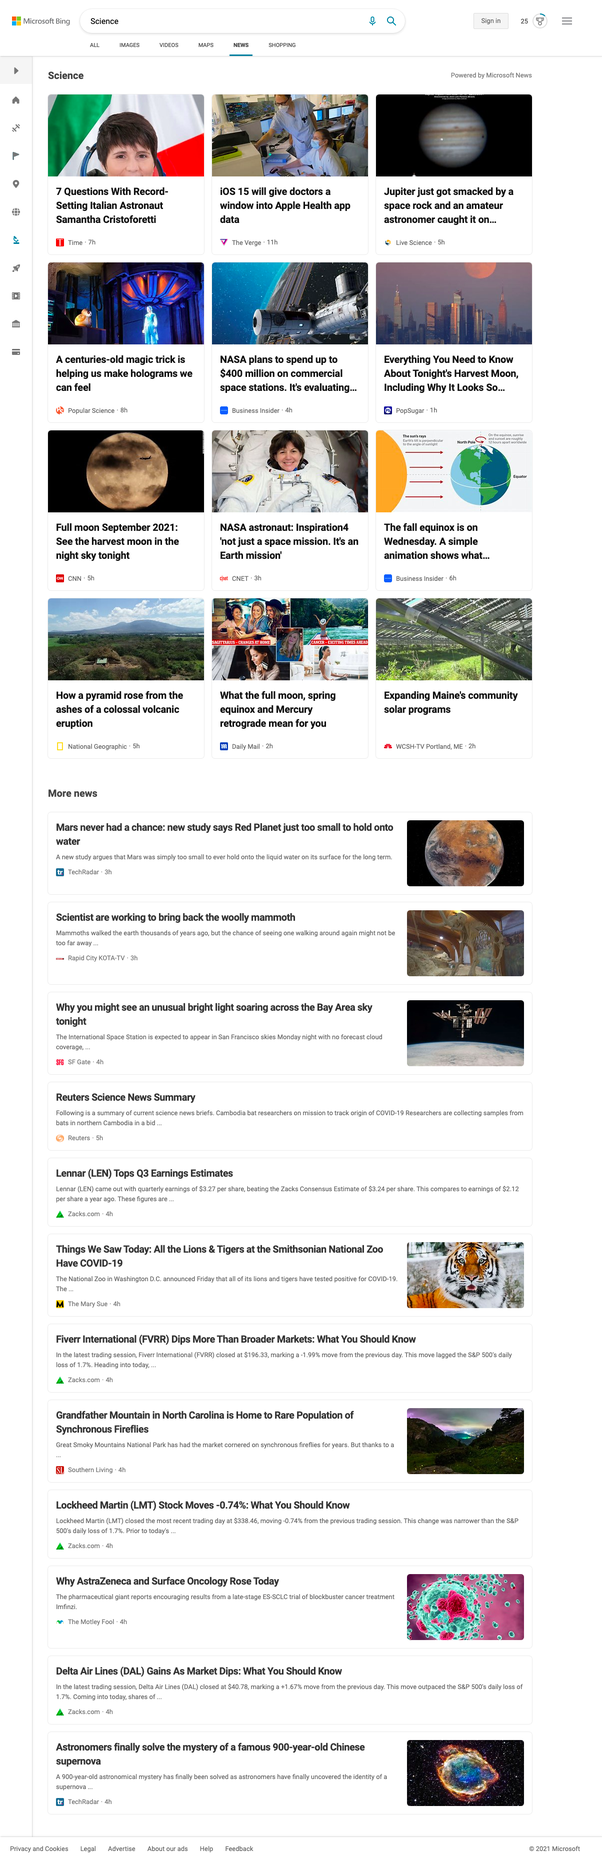 Microsoft Bing
Science
Sign in
25
ALL IMAGES VIDEOS MAPS NEWS SHOPPING
Science
Powered by Microsoft News
7 Questions With Record-
Setting Italian Astronaut
Samantha Cristoforetti
Time · 7h
iOS 15 will give doctors a
window into Apple Health app
data
The Verge · 11h
Jupiter just got smacked by a
space rock and an amateur
astronomer caught it on...
Live Science · 5h
A centuries-old magic trick is
helping us make holograms we
can feel
Popular Science · 8h
NASA plans to spend up to
$400 million on commercial
space stations. It's evaluating...
Business Insider · 4h
Everything You Need to Know
About Tonight's Harvest Moon,
Including Why It Looks So...
PopSugar · 1h
Full moon September 2021:
See the harvest moon in the
night sky tonight
CNN · 5h
NASA astronaut: Inspiration4
'not just a space mission. It's an
Earth mission'
CNET · 3h
The sun's rays
North Pole
Equator
The fall equinox is on
Wednesday. A simple
animation shows what...
Business Insider · 6h
How a pyramid rose from the
ashes of a colossal volcanic
eruption
National Geographic · 5h
SAGITTARIUS - CHANGES AT HOME
CANCER - EXCITING TIMES AHEAD
What the full moon, spring
equinox and Mercury
retrograde mean for you
Daily Mail · 2h
Expanding Maine's community
solar programs
WCSH-TV Portland, ME · 2h
More news
Mars never had a chance: new study says Red Planet just too small to hold onto
water
A new study argues that Mars was simply too small to ever hold onto the liquid water on its surface for the long term.
TechRadar · 3h
Scientist are working to bring back the woolly mammoth
Mammoths walked the earth thousands of years ago, but the chance of seeing one walking around again might not be
too far away ...
Rapid City KOTA-TV · 3h
Why you might see an unusual bright light soaring across the Bay Area sky
tonight
The International Space Station is expected to appear in San Francisco skies Monday night with no forecast cloud
coverage, ...
SF Gate · 4h
Reuters Science News Summary
Following is a summary of current science news briefs. Cambodia bat researchers on mission to track origin of COVID-19 Researchers are collecting samples from
bats in northern Cambodia in a bid ...
Reuters · 5h
Lennar (LEN) Tops Q3 Earnings Estimates
Lennar (LEN) came out with quarterly earnings of $3.27 per share, beating the Zacks Consensus Estimate of $3.24 per share. This compares to earnings of $2.12
per share a year ago. These figures are ...
Zacks.com · 4h
Things We Saw Today: All the Lions & Tigers at the Smithsonian National Zoo
Have COVID-19
The National Zoo in Washington D.C. announced Friday that all of its lions and tigers have tested positive for COVID-19.
The ...
The Mary Sue · 4h
Fiverr International (FVRR) Dips More Than Broader Markets: What You Should Know
In the latest trading session, Fiverr International (FVRR) closed at $196.33, marking a -1.99% move from the previous day. This move lagged the S&P 500's daily
loss of 1.7%. Heading into today, ...
Zacks.com · 4h
Grandfather Mountain in North Carolina is Home to Rare Population of
Synchronous Fireflies
Great Smoky Mountains National Park has had the market cornered on synchronous fireflies for years. But thanks to a
...
Southern Living · 4h
Lockheed Martin (LMT) Stock Moves -0.74%: What You Should Know
Lockheed Martin (LMT) closed the most recent trading day at $338.46, moving -0.74% from the previous trading session. This change was narrower than the S&P
500's daily loss of 1.7%. Prior to today's ...
Zacks.com · 4h
Why AstraZeneca and Surface Oncology Rose Today
The pharmaceutical giant reports encouraging results from a late-stage ES-SCLC trial of blockbuster cancer treatment
Imfinzi.
The Motley Fool · 4h
Delta Air Lines (DAL) Gains As Market Dips: What You Should Know
In the latest trading session, Delta Air Lines (DAL) closed at $40.78, marking a +1.67% move from the previous day. This move outpaced the S&P 500's daily loss of
1.7%. Coming into today, shares of ...
Zacks.com · 4h
Astronomers finally solve the mystery of a famous 900-year-old Chinese
supernova
A 900-year-old astronomical mystery has finally been solved as astronomers have finally uncovered the identity of a
supernova ...
TechRadar · 4h
Privacy and Cookies Legal Advertise About our ads Help Feedback
© 2021 Microsoft